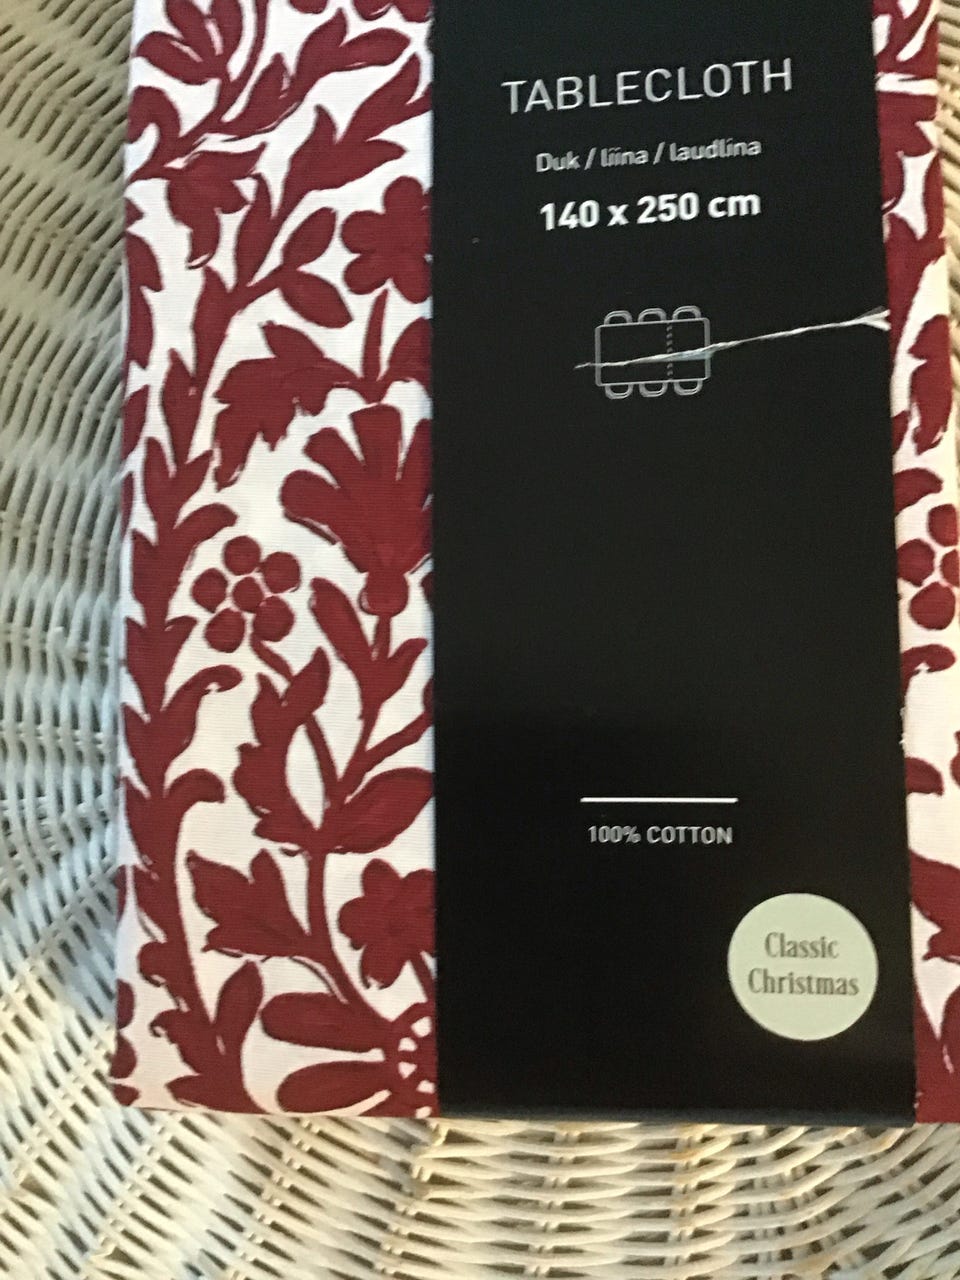 TABLECLOTH
Duk / liina / laudlina
140 x 250 cm
100% COTTON
Classic
Christmas